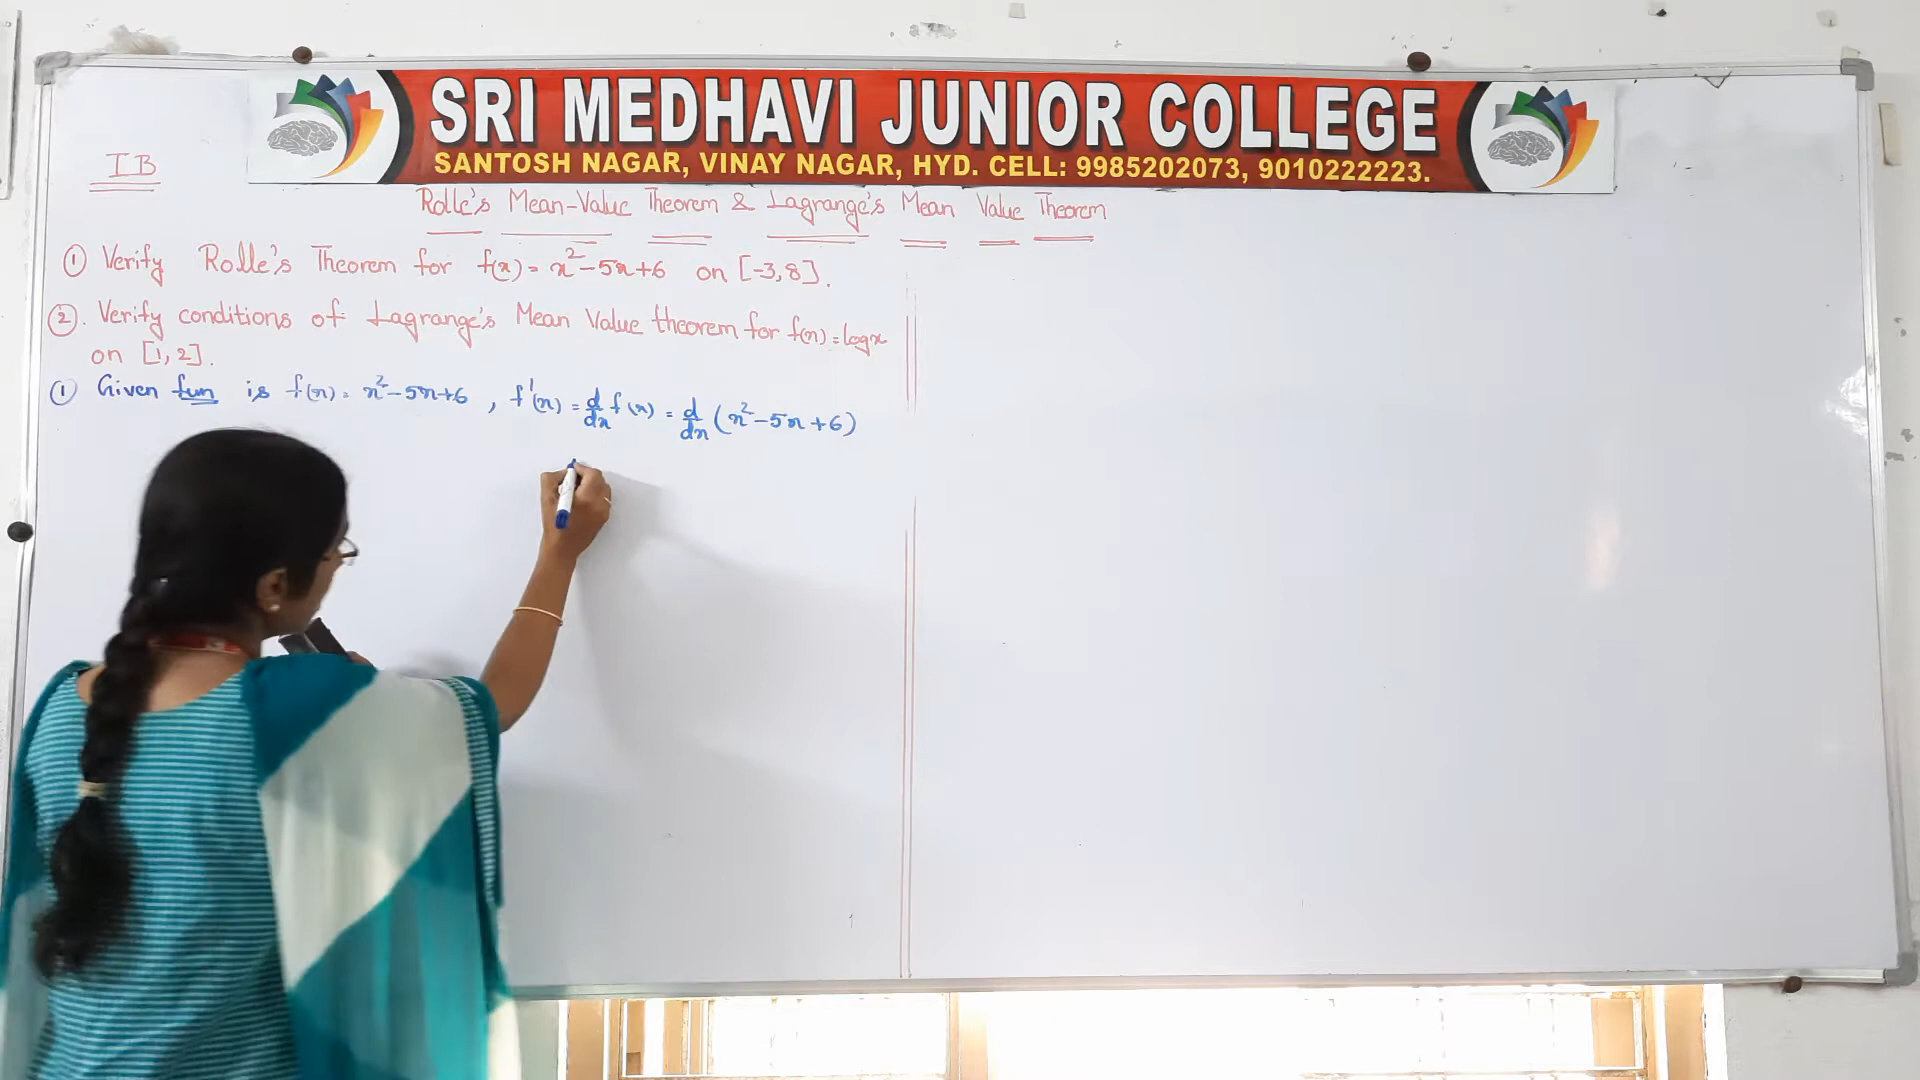 SRI MEDHAVI JUNIOR COLLEGE
SANTOSH NAGAR, VINAY NAGAR, HYD. CELL: 9985202073, 9010222223.
IB
Rolle's Mean-Value Theorem & Lagrange's Mean Value Theorem
① Verify Rolle's Theorem for f(x) = x²-5x+6 on [-3,8].
②. Verify conditions of Lagrange's Mean Value theorem for f(x) = logx
on [1,2].
① Given fun is f(x) = x²-5x+6, f'(x) = d/dx f(x) = d/dx (x²-5x+6)